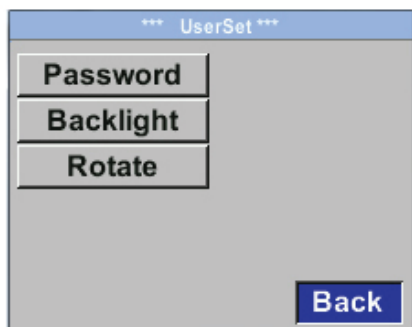 *** UserSet ***
Password
Backlight
Rotate
Back